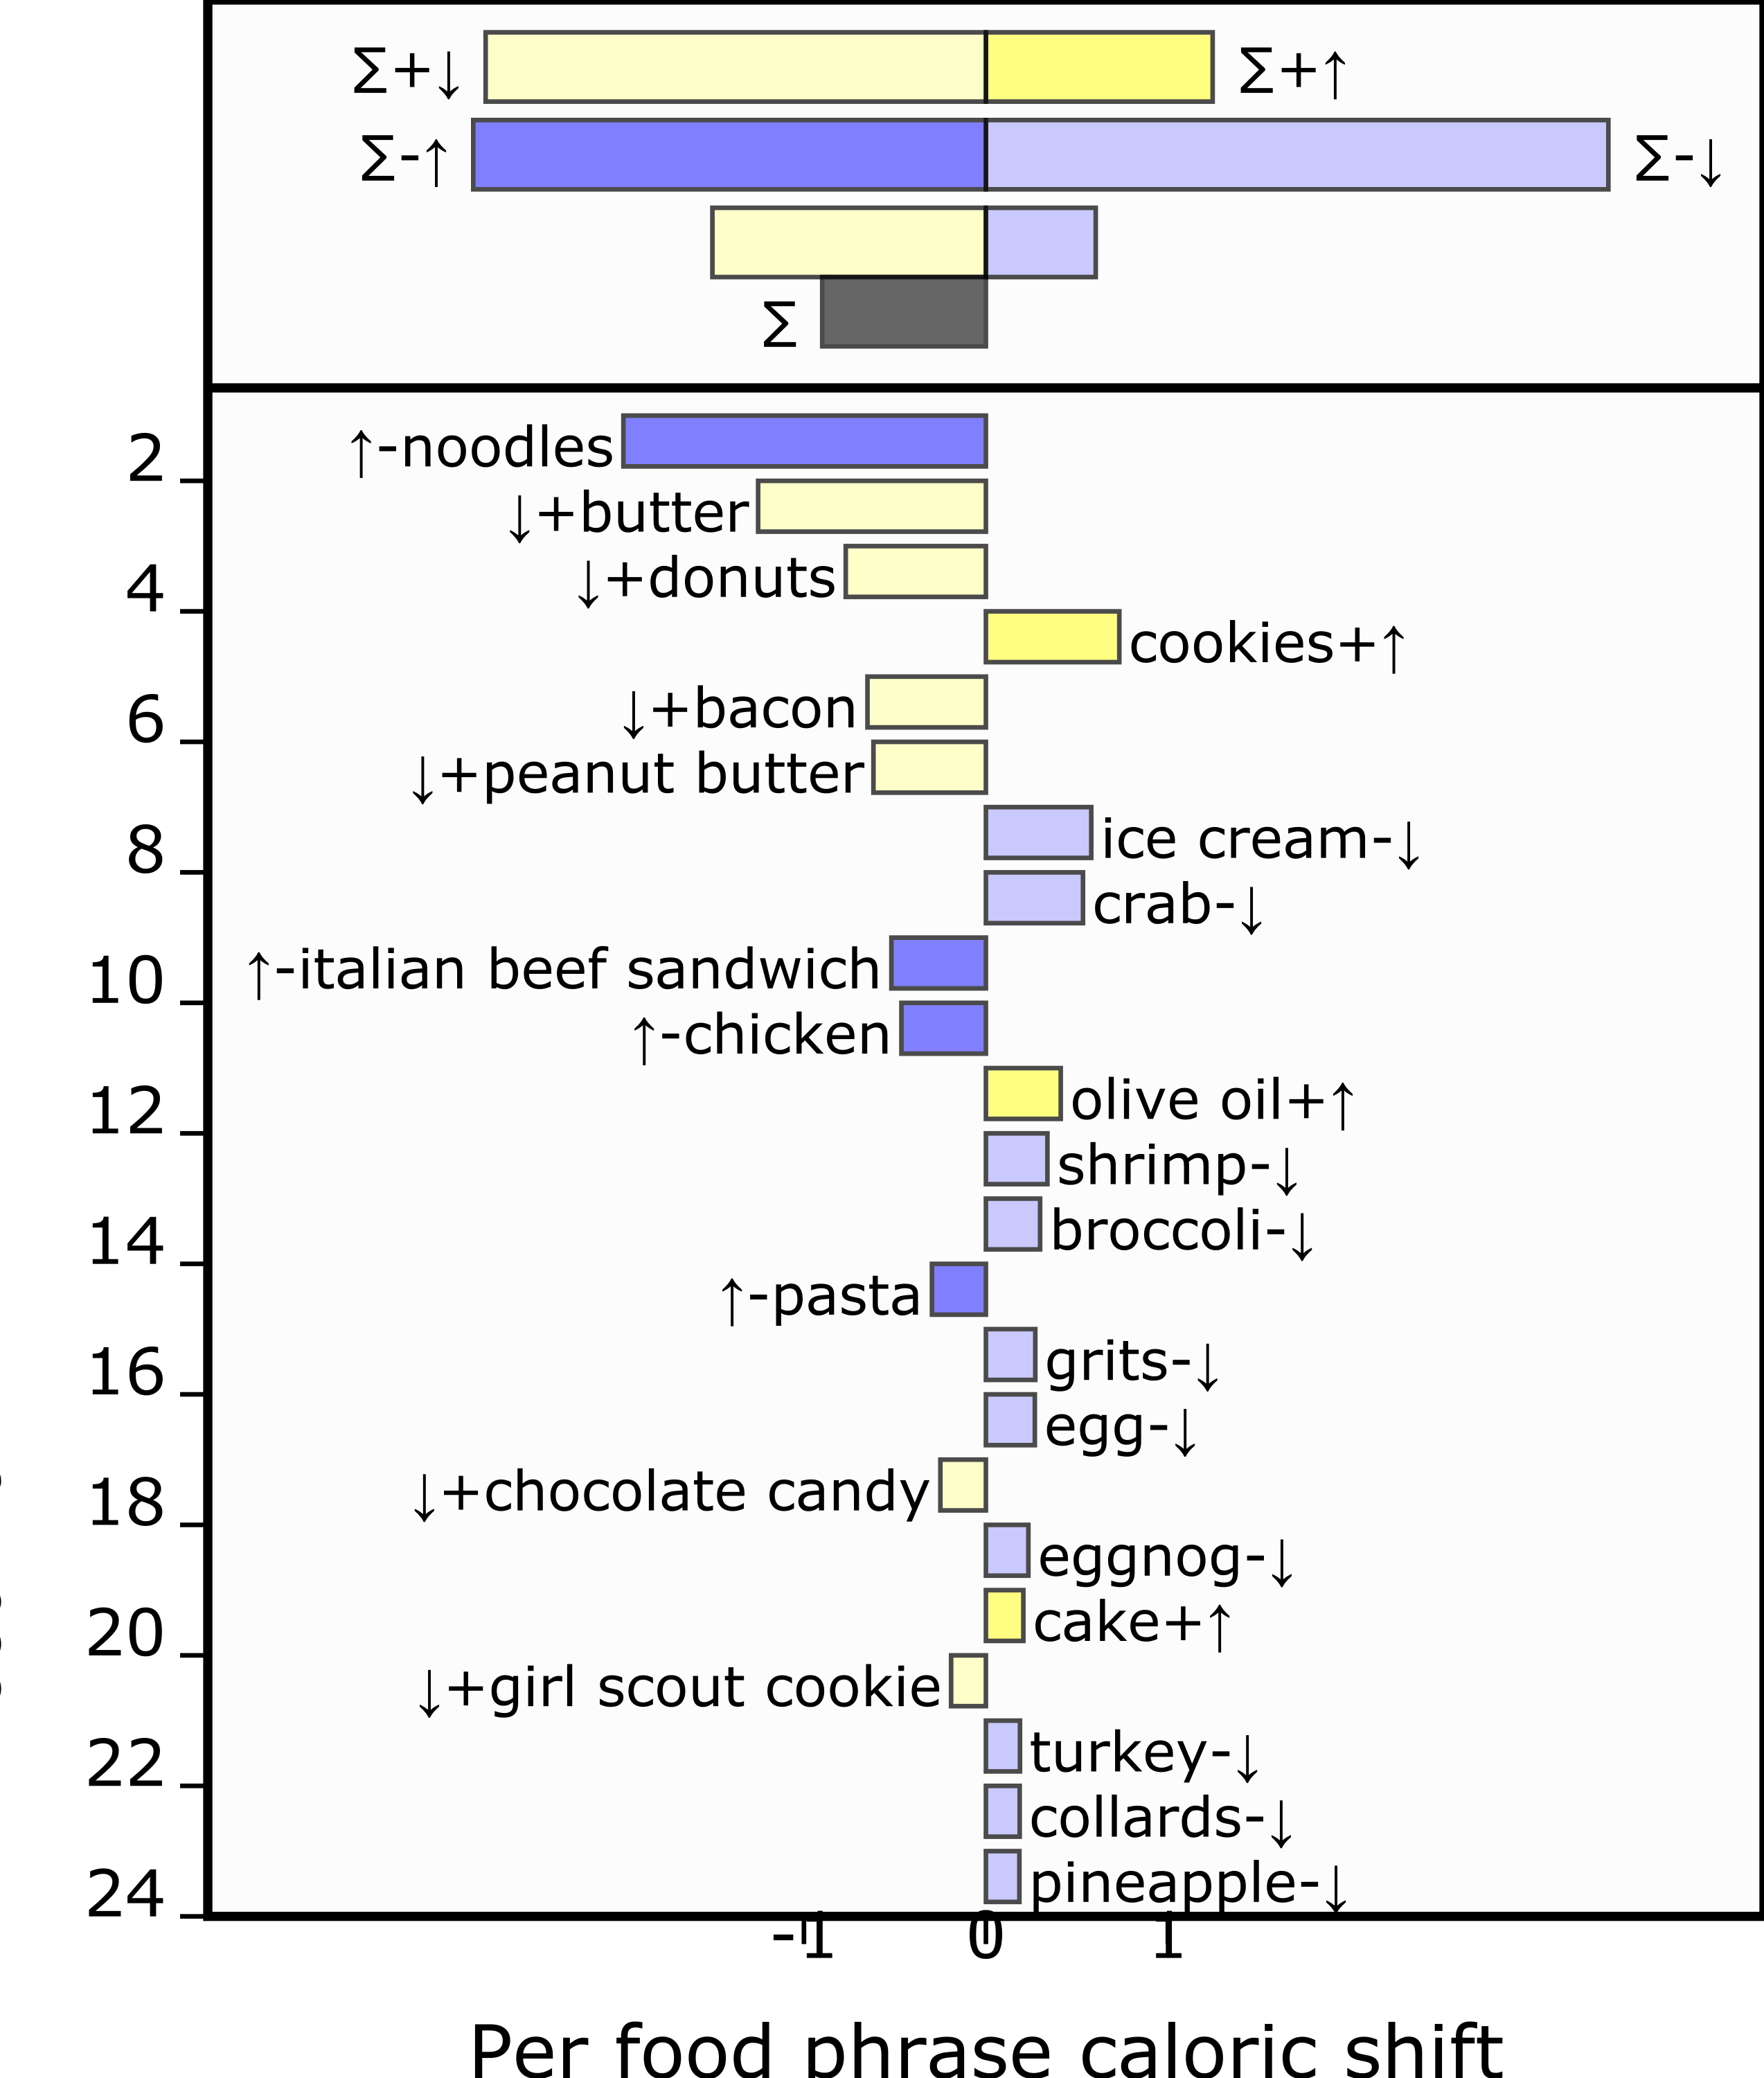 ∑+↓ ∑+↑
∑-↑ ∑-↓
∑
↑-noodles
2
↓+butter
↓+donuts
4
cookies+↑
↓+bacon
6
↓+peanut butter
ice cream-↓
8
crab-↓
↑-italian beef sandwich
10
↑-chicken
olive oil+↑
12
shrimp-↓
broccoli-↓
14
↑-pasta
grits-↓
16
egg-↓
↓+chocolate candy
18
eggnog-↓
cake+↑
20
↓+girl scout cookie
turkey-↓
22
collards-↓
pineapple-↓
24
-1 0 1
Per food phrase caloric shift